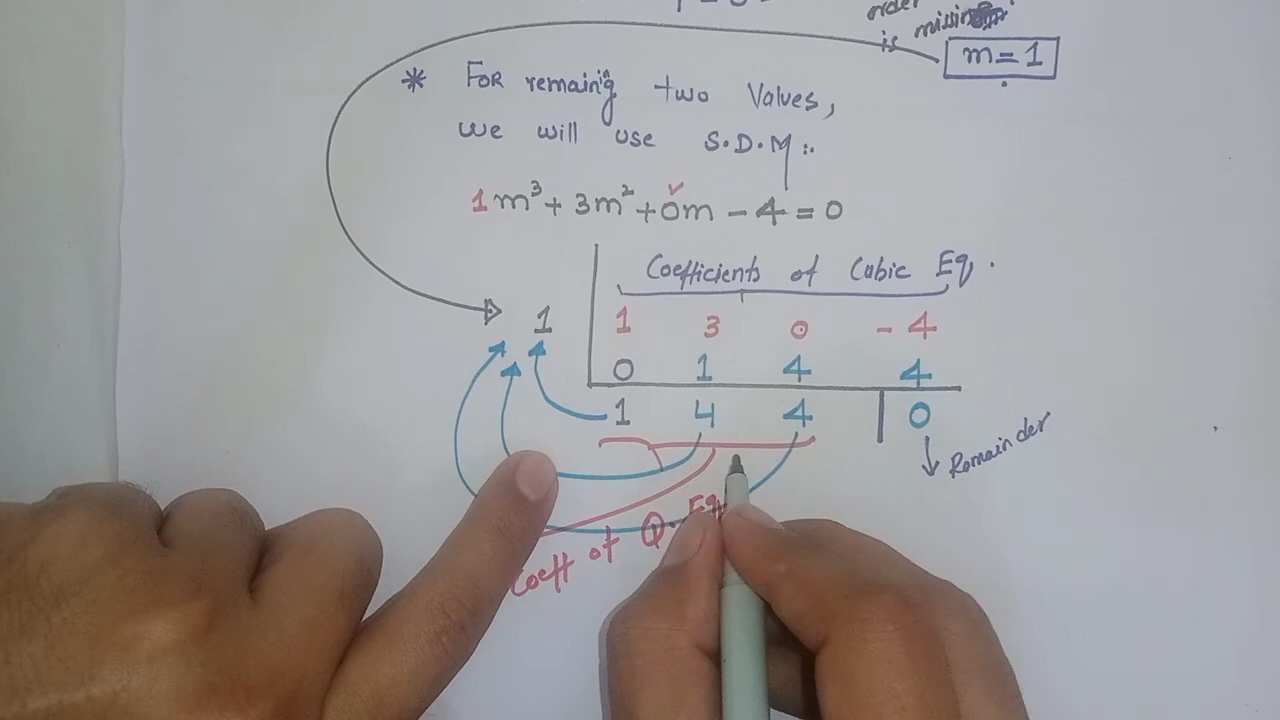 order
is missing
m = 1
* FOR remaing two Values,
we will use S.D.M:.
1m³ + 3m² + 0m - 4 = 0
Coefficients of Cubic Eq.
1 1 3 0 - 4
0 1 4 4
1 4 4 0
Remainder
Coeff of Q. Eq